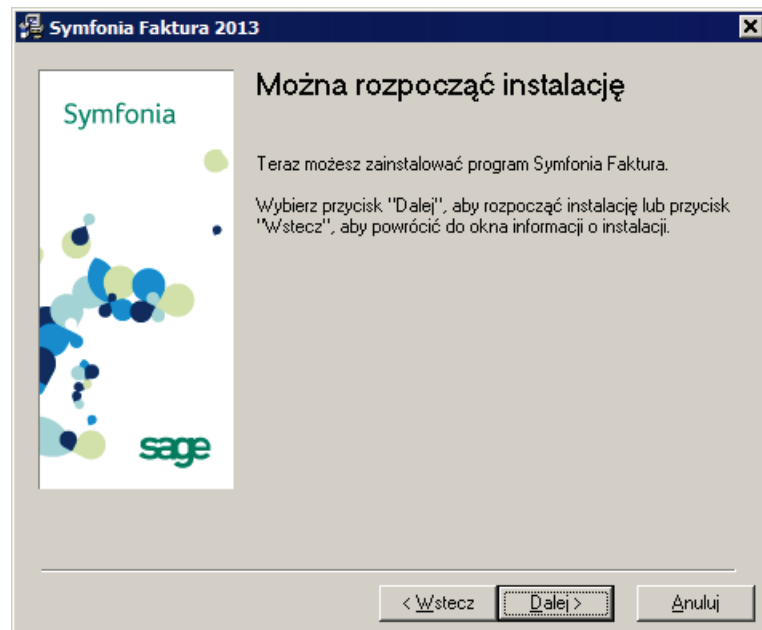 Symfonia Faktura 2013
Symfonia
Można rozpocząć instalację
Teraz możesz zainstalować program Symfonia Faktura.
Wybierz przycisk "Dalej", aby rozpocząć instalację lub przycisk
"Wstecz", aby powrócić do okna informacji o instalacji.
sage
< Wstecz
Dalej >
Anuluj